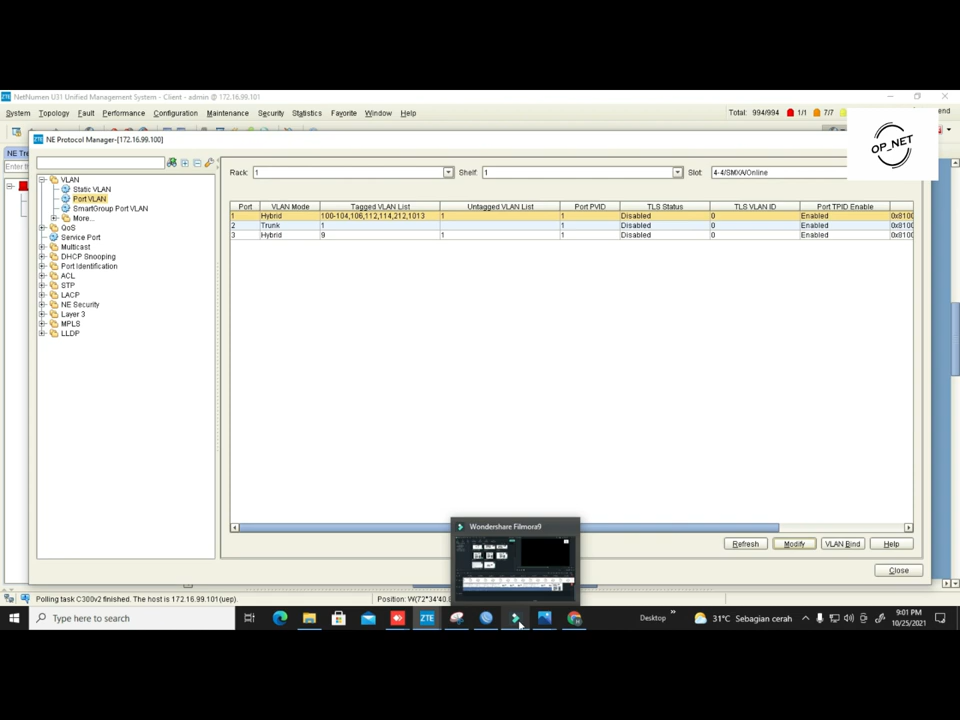 NetNumen U31 Unified Management System - Client - admin @ 172.16.99.101
System Topology Fault Performance Configuration Maintenance Security Statistics Favorite Window Help
Total: 994/994 1/1 7/7
NE Protocol Manager-[172.16.99.100]
OP_NET
NE Tr
Enter
Rack: 1 Shelf: 1 Slot: 4-4/SMXA/Online
VLAN
Static VLAN
Port VLAN
SmartGroup Port VLAN
More...
QoS
Service Port
Multicast
DHCP Snooping
Port Identification
ACL
STP
LACP
NE Security
Layer 3
MPLS
LLDP
Port VLAN Mode Tagged VLAN List Untagged VLAN List Port PVID TLS Status TLS VLAN ID Port TPID Enable
1 Hybrid 100-104,106,112,114,212,1013 1 1 Disabled 0 Enabled 0x8100
2 Trunk 1 1 Disabled 0 Enabled 0x8100
3 Hybrid 9 1 1 Disabled 0 Enabled 0x8100
Wondershare Filmora9
Refresh Modify VLAN Bind Help
Close
Polling task C300v2 finished. The host is 172.16.99.101(uep).
Position: W(72°34'40.
Type here to search
ZTE
Desktop
31°C Sebagian cerah
9:01 PM
10/25/2021